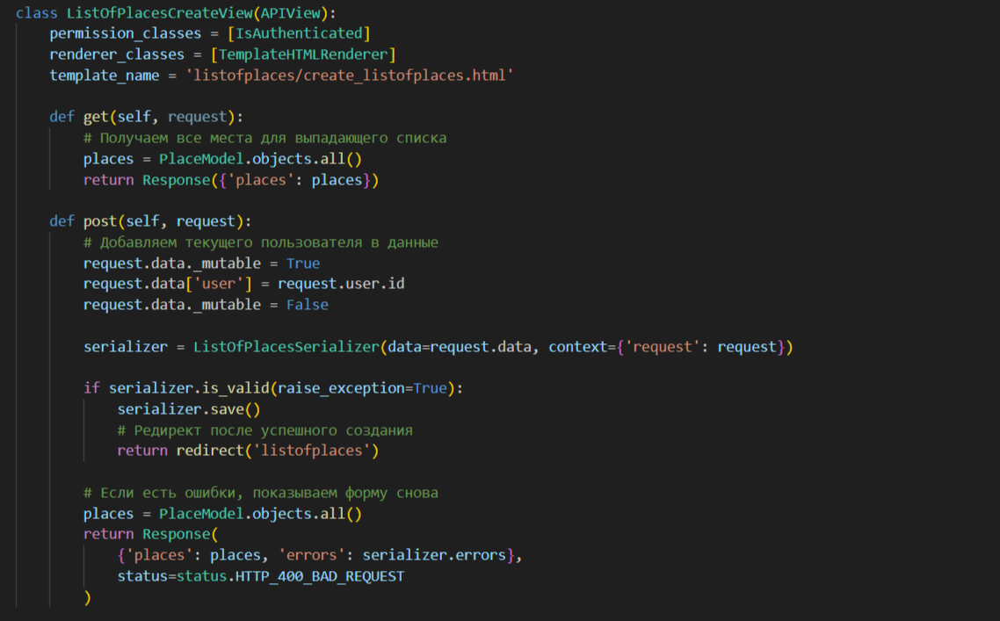 class ListOfPlacesCreateView(APIView):
    permission_classes = [IsAuthenticated]
    renderer_classes = [TemplateHTMLRenderer]
    template_name = 'listofplaces/create_listofplaces.html'

    def get(self, request):
        # Получаем все места для выпадающего списка
        places = PlaceModel.objects.all()
        return Response({'places': places})

    def post(self, request):
        # Добавляем текущего пользователя в данные
        request.data._mutable = True
        request.data['user'] = request.user.id
        request.data._mutable = False

        serializer = ListOfPlacesSerializer(data=request.data, context={'request': request})

        if serializer.is_valid(raise_exception=True):
            serializer.save()
            # Редирект после успешного создания
            return redirect('listofplaces')

        # Если есть ошибки, показываем форму снова
        places = PlaceModel.objects.all()
        return Response(
            {'places': places, 'errors': serializer.errors},
            status=status.HTTP_400_BAD_REQUEST
        )